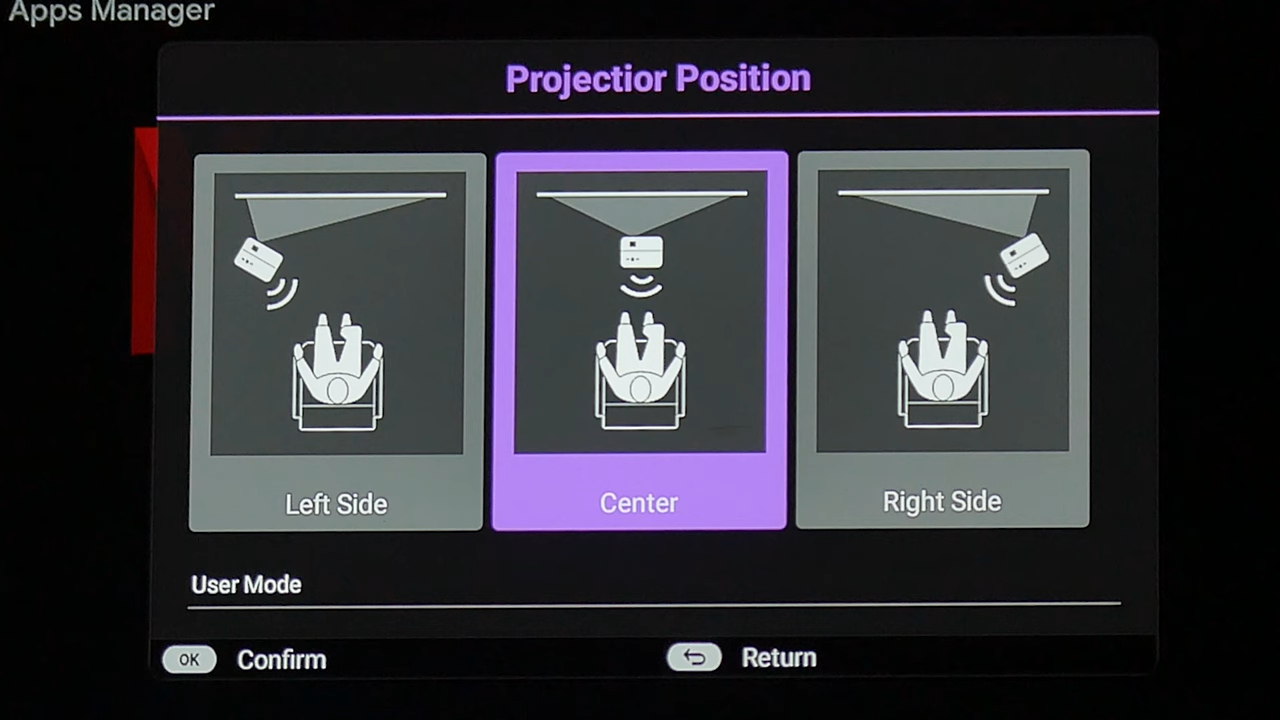 Apps Manager
Projectior Position
Left Side
Center
Right Side
User Mode
OK Confirm
Return